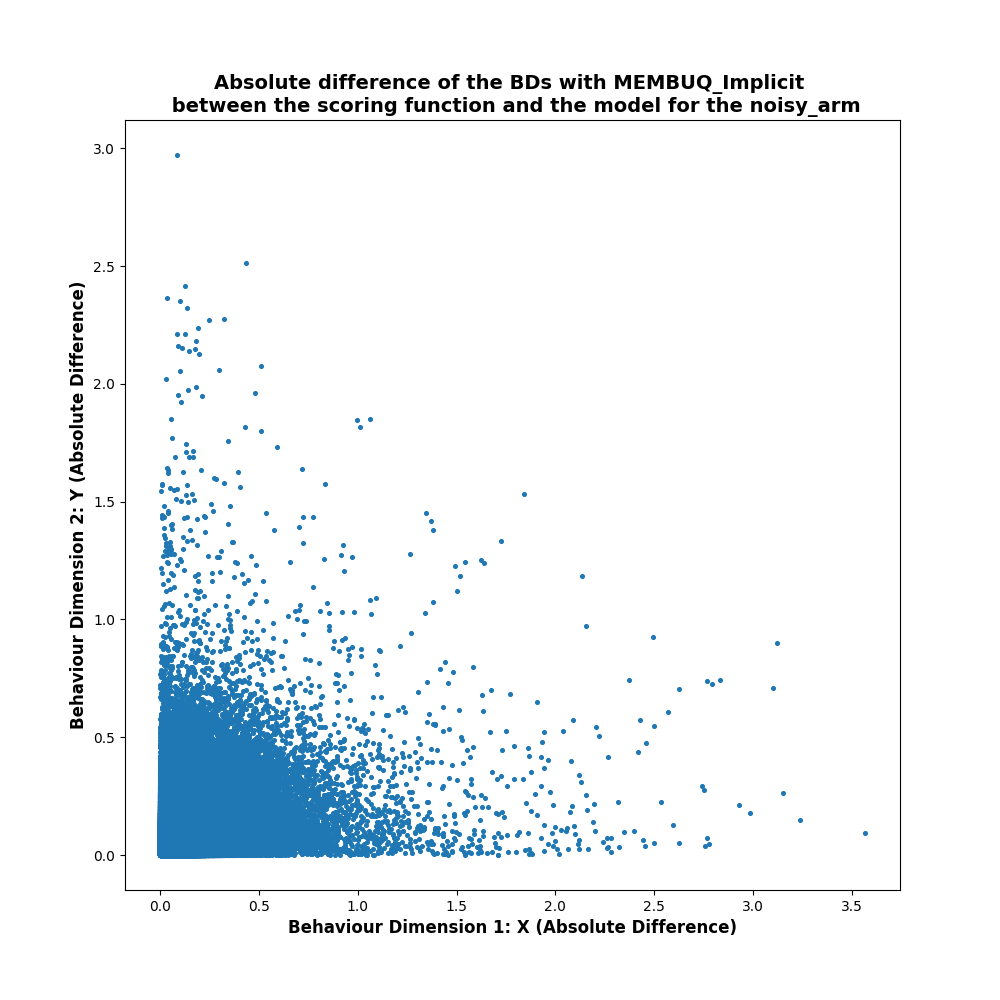 Absolute difference of the BDs with MEMBUQ_Implicit
between the scoring function and the model for the noisy_arm
3.0
2.5
2.0
1.5
1.0
0.5
0.0
Behaviour Dimension 2: Y (Absolute Difference)
0.0 0.5 1.0 1.5 2.0 2.5 3.0 3.5
Behaviour Dimension 1: X (Absolute Difference)